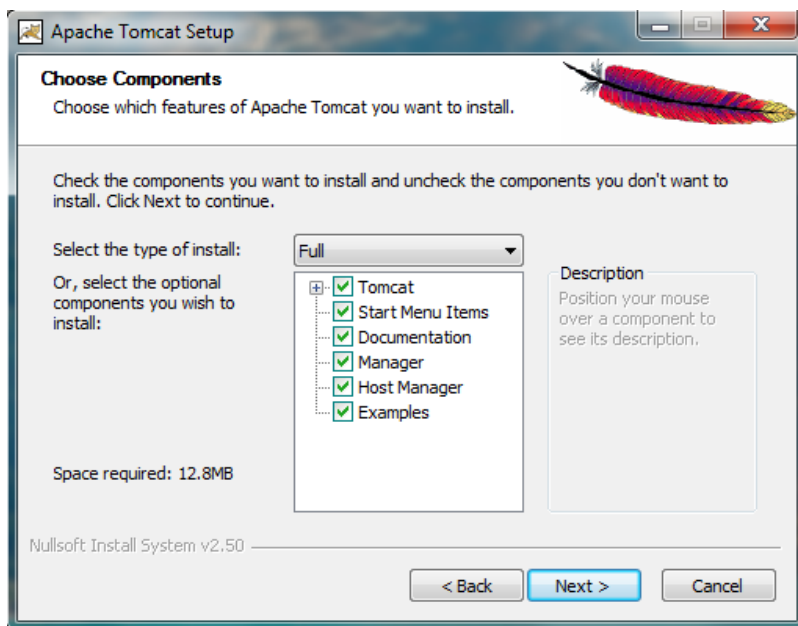 Apache Tomcat Setup
Choose Components
Choose which features of Apache Tomcat you want to install.
Check the components you want to install and uncheck the components you don't want to
install. Click Next to continue.
Select the type of install:
Full
Or, select the optional
components you wish to
install:
Tomcat
Start Menu Items
Documentation
Manager
Host Manager
Examples
Description
Position your mouse
over a component to
see its description.
Space required: 12.8MB
Nullsoft Install System v2.50
< Back
Next >
Cancel